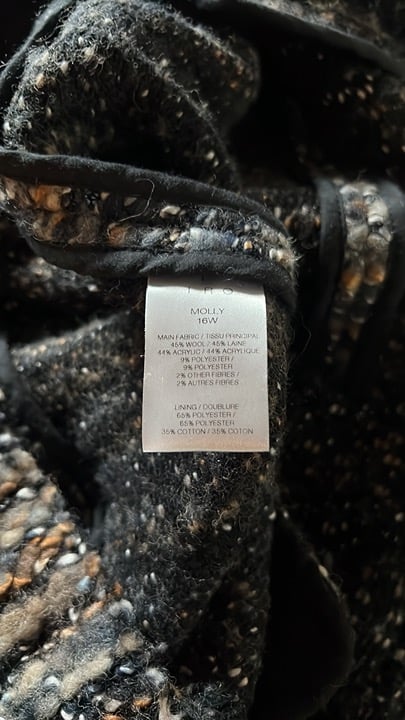 MOLLY
16W
MAIN FABRIC / TISSU PRINCIPAL
45% WOOL / 45% LAINE
44% ACRYLIC / 44% ACRYLIQUE
9% POLYESTER /
9% POLYESTER
2% OTHER FIBRES /
2% AUTRES FIBRES
LINING / DOUBLURE
65% POLYESTER /
65% POLYESTER
35% COTTON / 35% COTON